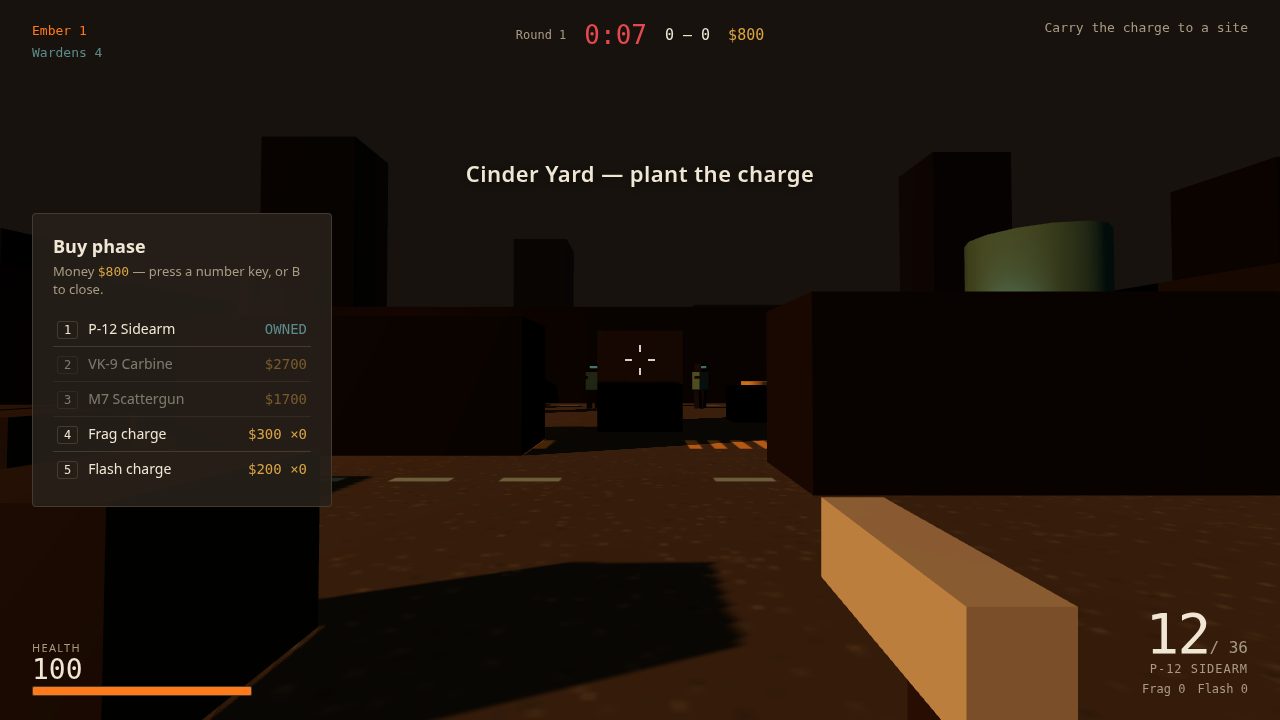 Ember 1
Wardens 4
Round 1 0:07 0 — 0 $800
Carry the charge to a site
Cinder Yard — plant the charge
Buy phase
Money $800 — press a number key, or B
to close.
1 P-12 Sidearm OWNED
2 VK-9 Carbine $2700
3 M7 Scattergun $1700
4 Frag charge $300 ×0
5 Flash charge $200 ×0
HEALTH
100
12 / 36
P-12 SIDEARM
Frag 0 Flash 0